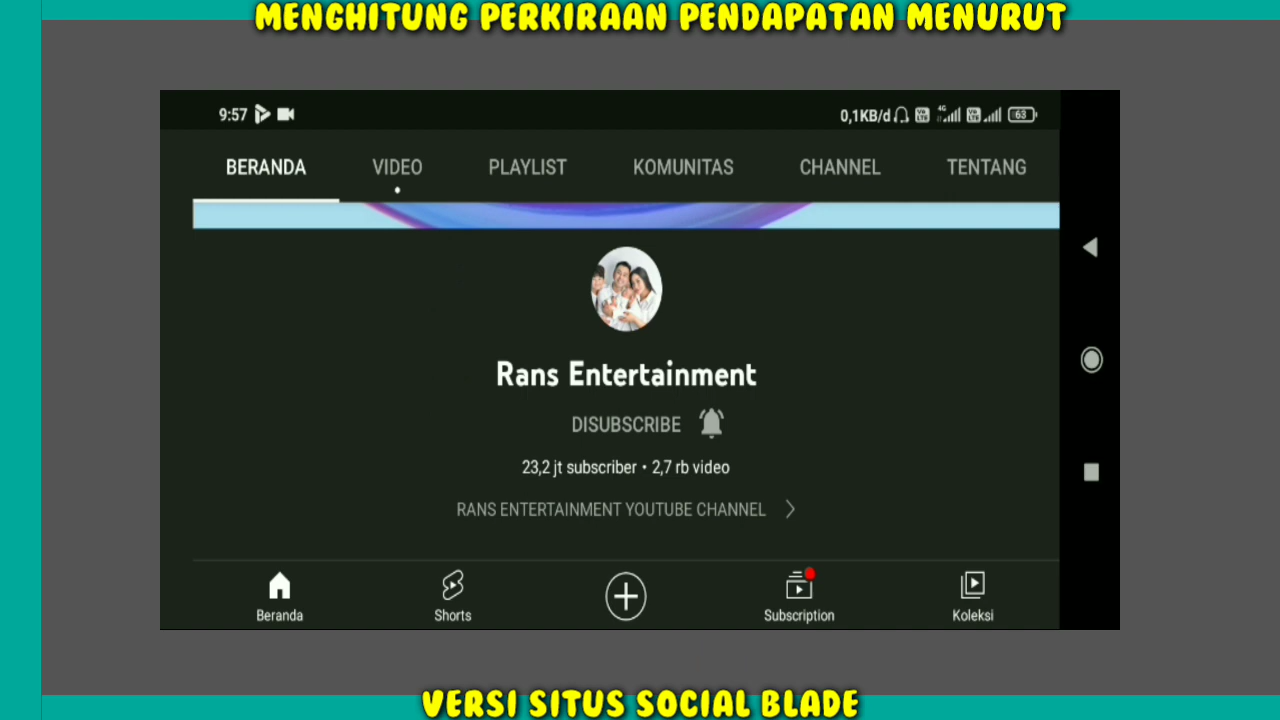 MENGHITUNG PERKIRAAN PENDAPATAN MENURUT
9:57 0,1KB/d 4G 63
BERANDA VIDEO PLAYLIST KOMUNITAS CHANNEL TENTANG
Rans Entertainment
DISUBSCRIBE
23,2 jt subscriber • 2,7 rb video
RANS ENTERTAINMENT YOUTUBE CHANNEL
Beranda Shorts Subscription Koleksi
VERSI SITUS SOCIAL BLADE